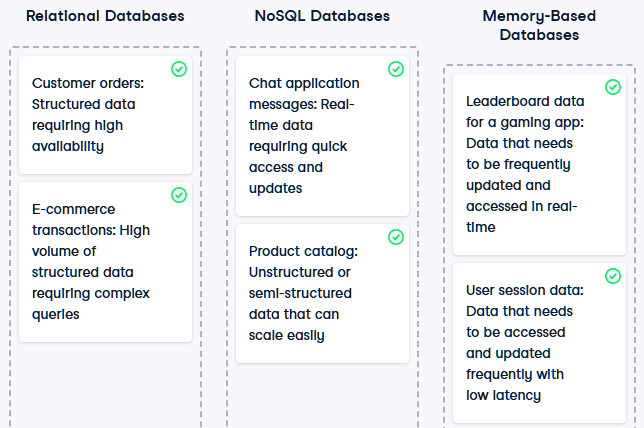 Relational Databases
Customer orders:
Structured data
requiring high
availability
E-commerce
transactions: High
volume of
structured data
requiring complex
queries
NoSQL Databases
Chat application
messages: Real-
time data
requiring quick
access and
updates
Product catalog:
Unstructured or
semi-structured
data that can
scale easily
Memory-Based
Databases
Leaderboard data
for a gaming app:
Data that needs
to be frequently
updated and
accessed in real-
time
User session data:
Data that needs
to be accessed
and updated
frequently with
low latency